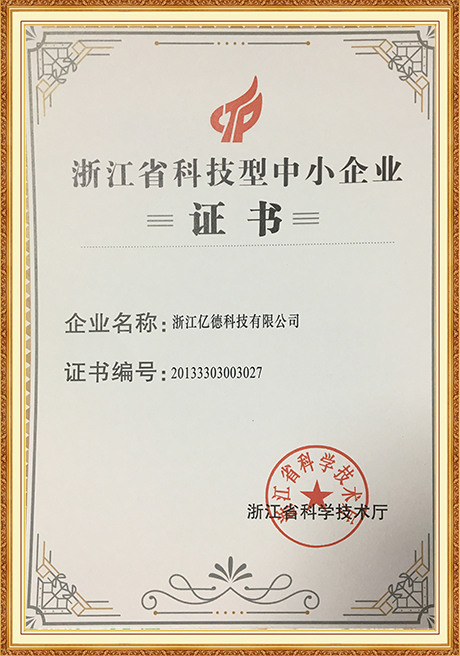 浙江省科技型中小企业
证书
企业名称：浙江亿德科技有限公司
证书编号：20133303003027
浙江省科学技术厅
浙江省科学技术厅